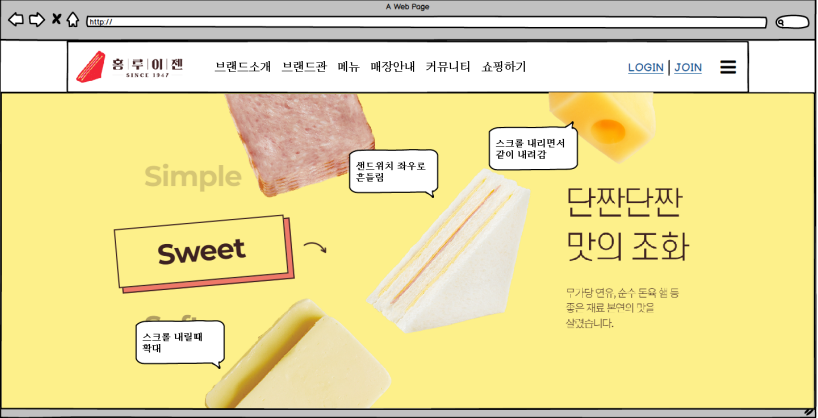 A Web Page
http://
홍루이젠
SINCE 1947
브랜드소개 브랜드관 메뉴 매장안내 커뮤니티 쇼핑하기
LOGIN | JOIN
스크롤 내리면서
같이 내려감
샌드위치 좌우로
흔들림
Simple
단짠단짠
맛의 조화
Sweet
무가당 연유, 순수 돈육 햄 등
좋은 재료 본연의 맛을
살렸습니다.
스크롤 내릴때
확대